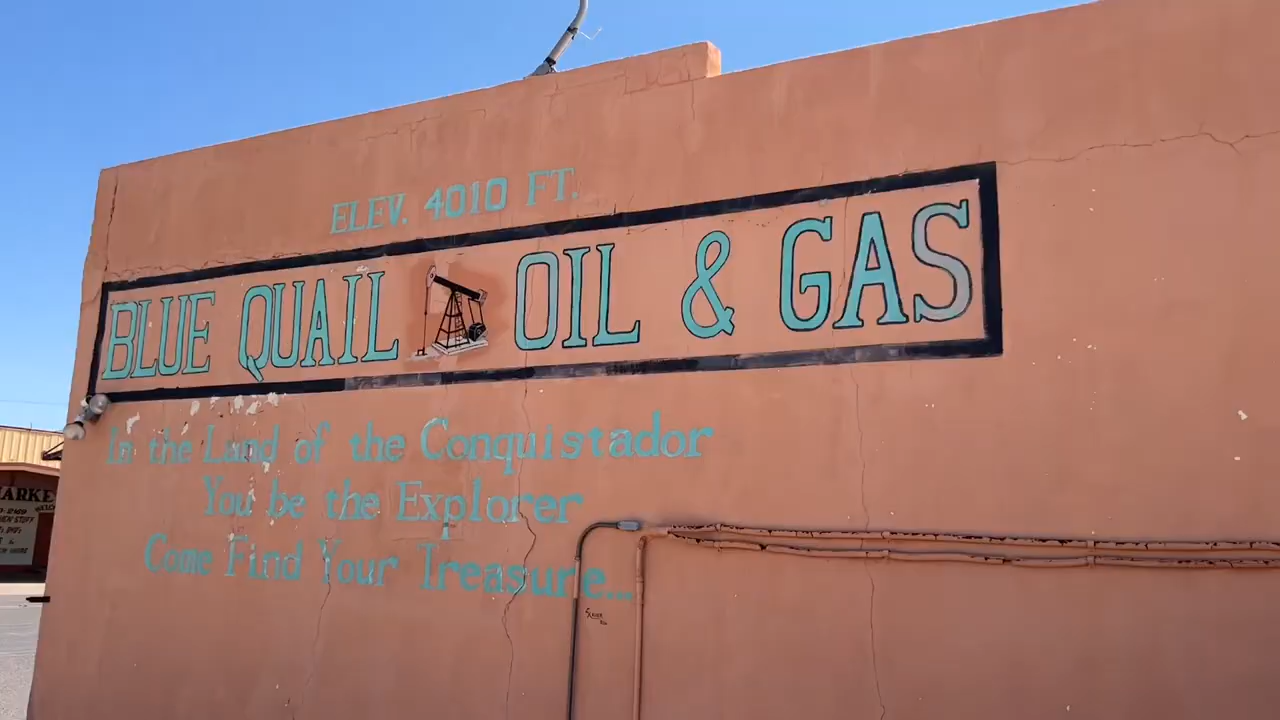 ELEV. 4010 FT.
BLUE QUAIL OIL & GAS
In the Land of the Conquistador
You be the Explorer
Come Find Your Treasure...